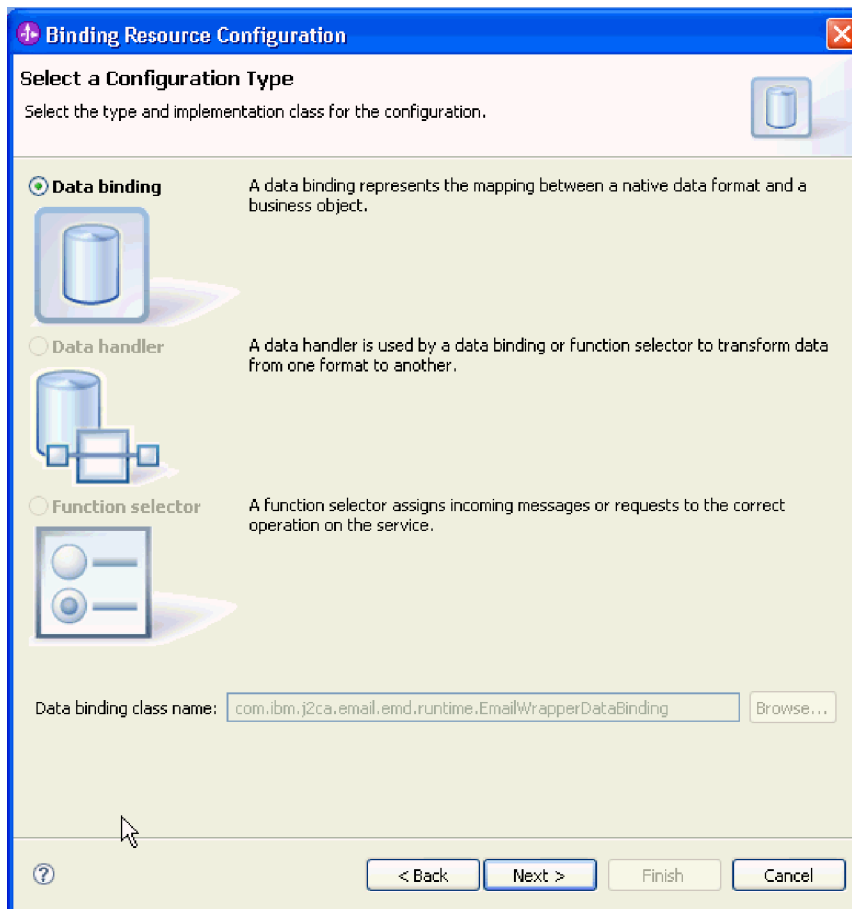 Binding Resource Configuration
Select a Configuration Type
Select the type and implementation class for the configuration.
Data binding
A data binding represents the mapping between a native data format and a
business object.
Data handler
A data handler is used by a data binding or function selector to transform data
from one format to another.
Function selector
A function selector assigns incoming messages or requests to the correct
operation on the service.
Data binding class name: com.ibm.j2ca.email.emd.runtime.EmailWrapperDataBinding Browse...
? < Back Next > Finish Cancel